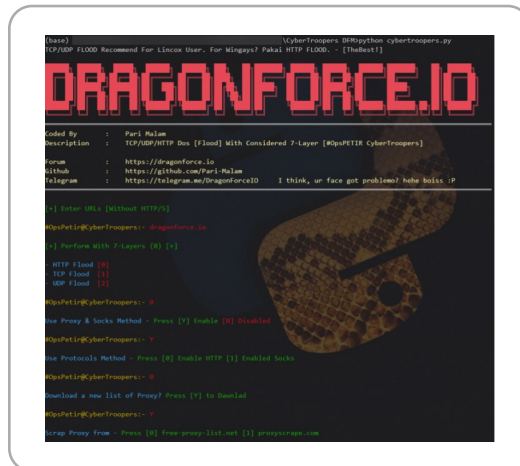 (base) \CyberTroopers DFM>python cybertroopers.py
TCP/UDP FLOOD Recommend For Lincox User. For Wingays? Pakai HTTP FLOOD. - [TheBest!]
DRAGONFORCE.IO
Coded By : Pari Malam
Description : TCP/UDP/HTTP Dos [Flood] With Considered 7-Layer [#OpsPETIR CyberTroopers]
Forum : https://dragonforce.io
Github : https://github.com/Pari-Malam
Telegram : https://telegram.me/DragonForceIO I think, ur face got problemo? hehe boiss :P
[+] Enter URLs [Without HTTP/S]
#OpsPetir@CyberTroopers:- dragonforce.io
[+] Perform With 7-Layers (8) [+]
- HTTP Flood [0]
- TCP Flood [1]
- UDP Flood [2]
#OpsPetir@CyberTroopers:- 0
Use Proxy & Socks Method - Press [Y] Enable [N] Disabled
#OpsPetir@CyberTroopers:- Y
Use Protocols Method - Press [0] Enable HTTP [1] Enabled Socks
#OpsPetir@CyberTroopers:- 0
Download a new list of Proxy? Press [Y] to Dawnlad
#OpsPetir@CyberTroopers:- Y
Scrap Proxy from - Press [0] free-proxy-list.net [1] proxyscrape.com